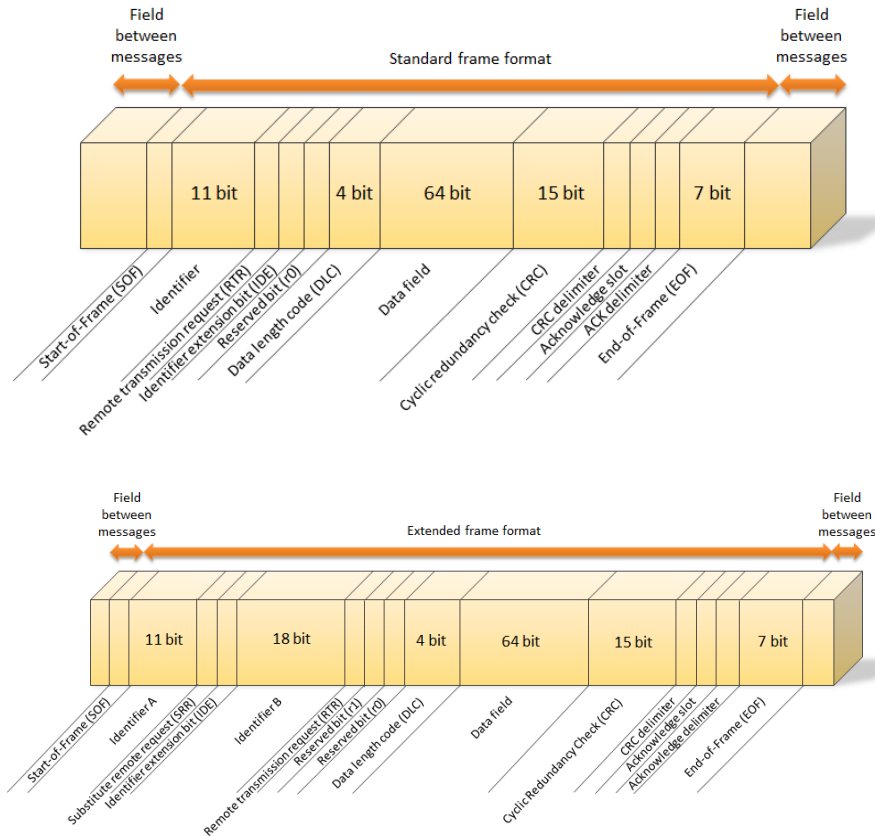 Field
between
messages
Standard frame format
Field
between
messages
11 bit
4 bit
64 bit
15 bit
7 bit
Start-of-Frame (SOF)
Identifier
Remote transmission request (RTR)
Identifier extension bit (IDE)
Reserved bit (r0)
Data length code (DLC)
Data field
Cyclic redundancy check (CRC)
CRC delimiter
Acknowledge slot
ACK delimiter
End-of-Frame (EOF)
Field
between
messages
Extended frame format
Field
between
messages
11 bit
18 bit
4 bit
64 bit
15 bit
7 bit
Start-of-Frame (SOF)
Identifier A
Substitute remote request (SRR)
Identifier extension bit (IDE)
Identifier B
Remote transmission request (RTR)
Reserved bit (r1)
Reserved bit (r0)
Data length code (DLC)
Data field
Cyclic Redundancy Check (CRC)
CRC delimiter
Acknowledge slot
Acknowledge delimiter
End-of-Frame (EOF)